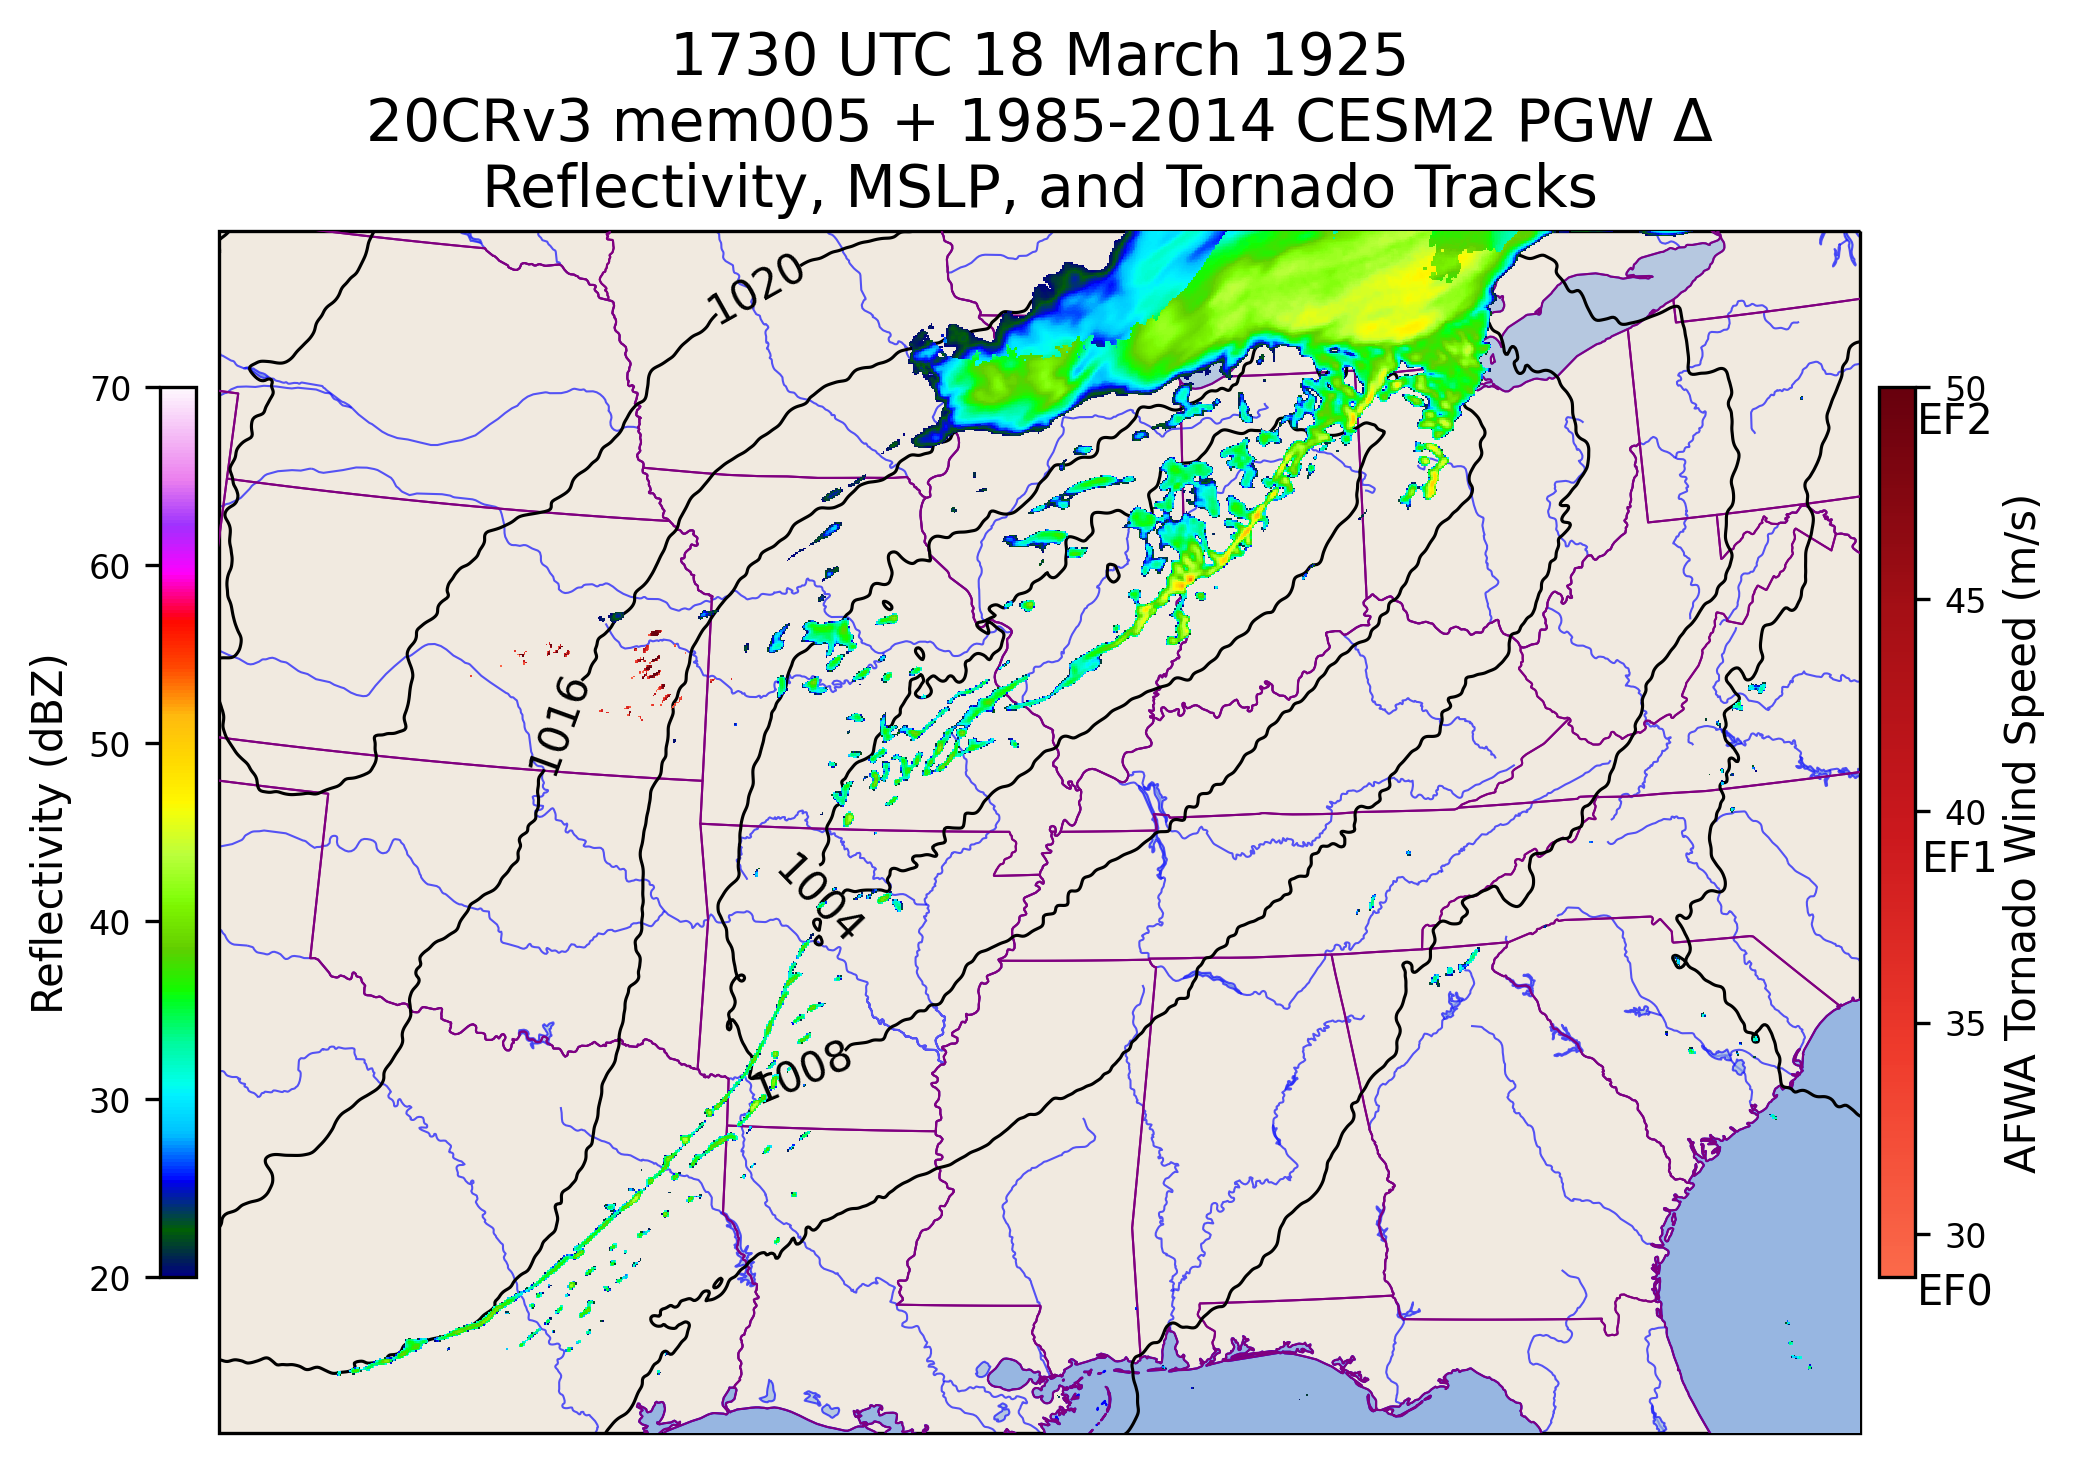 1730 UTC 18 March 1925
20CRv3 mem005 + 1985-2014 CESM2 PGW Δ
Reflectivity, MSLP, and Tornado Tracks
70
60
50
40
30
20
Reflectivity (dBZ)
1020
1016
1004
1008
50
EF2
45
40
EF1
35
30
EF0
AFWA Tornado Wind Speed (m/s)